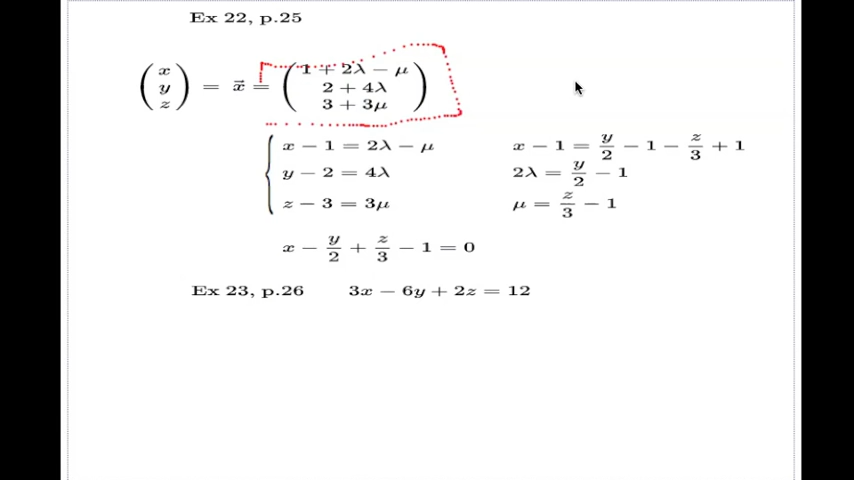 Ex 22, p.25
(x y z) = x⃗ = (1 + 2λ − μ
2 + 4λ
3 + 3μ)
x − 1 = 2λ − μ x − 1 = y/2 − 1 − z/3 + 1
y − 2 = 4λ 2λ = y/2 − 1
z − 3 = 3μ μ = z/3 − 1
x − y/2 + z/3 − 1 = 0
Ex 23, p.26 3x − 6y + 2z = 12